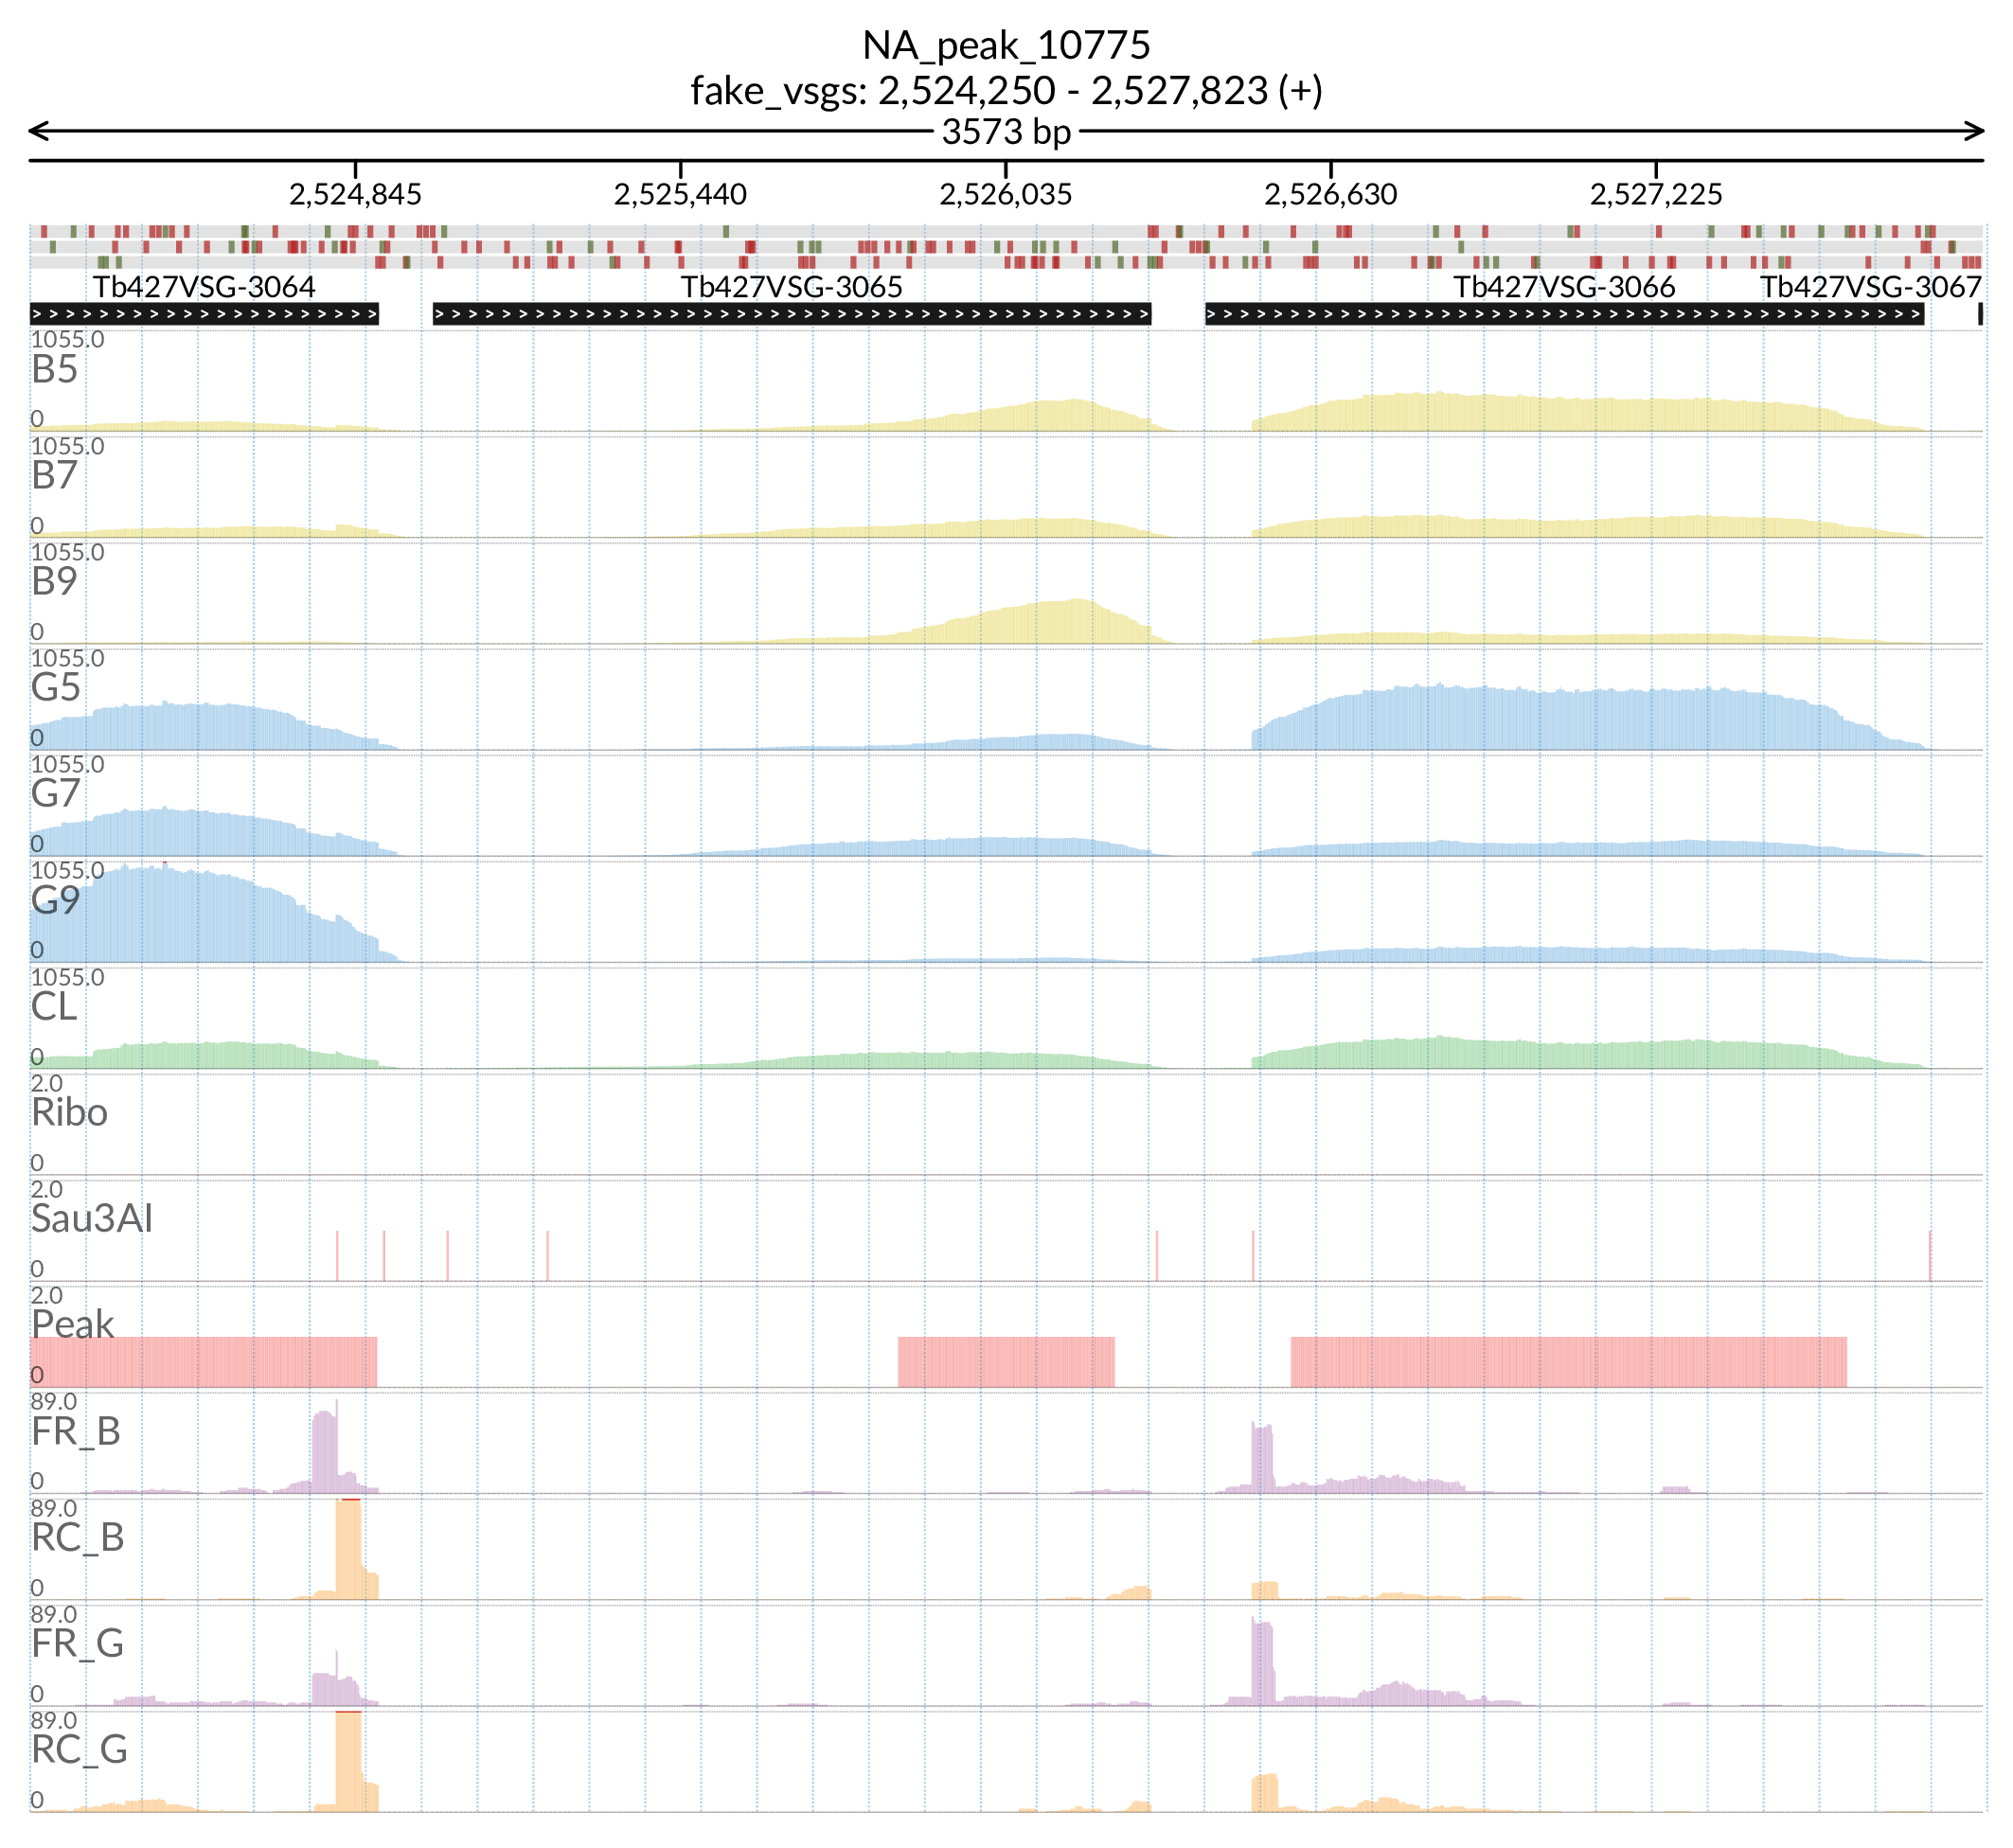 NA_peak_10775
fake_vsgs: 2,524,250 - 2,527,823 (+)
3573 bp
2,524,845 2,525,440 2,526,035 2,526,630 2,527,225
Tb427VSG-3064 Tb427VSG-3065 Tb427VSG-3066 Tb427VSG-3067
1055.0
B5
0
1055.0
B7
0
1055.0
B9
0
1055.0
G5
0
1055.0
G7
0
1055.0
G9
0
1055.0
CL
0
2.0
Ribo
0
2.0
Sau3AI
0
2.0
Peak
0
89.0
FR_B
0
89.0
RC_B
0
89.0
FR_G
0
89.0
RC_G
0